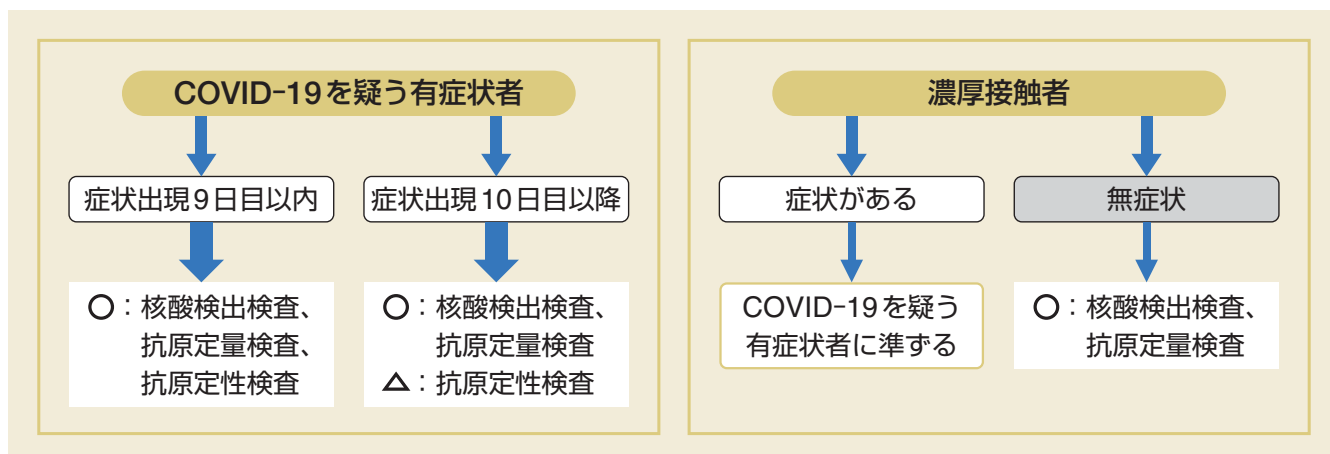 COVID-19を疑う有症状者
症状出現9日目以内
症状出現10日目以降
○：核酸検出検査、
抗原定量検査、
抗原定性検査
○：核酸検出検査、
抗原定量検査
△：抗原定性検査
濃厚接触者
症状がある
無症状
COVID-19を疑う
有症状者に準ずる
○：核酸検出検査、
抗原定量検査